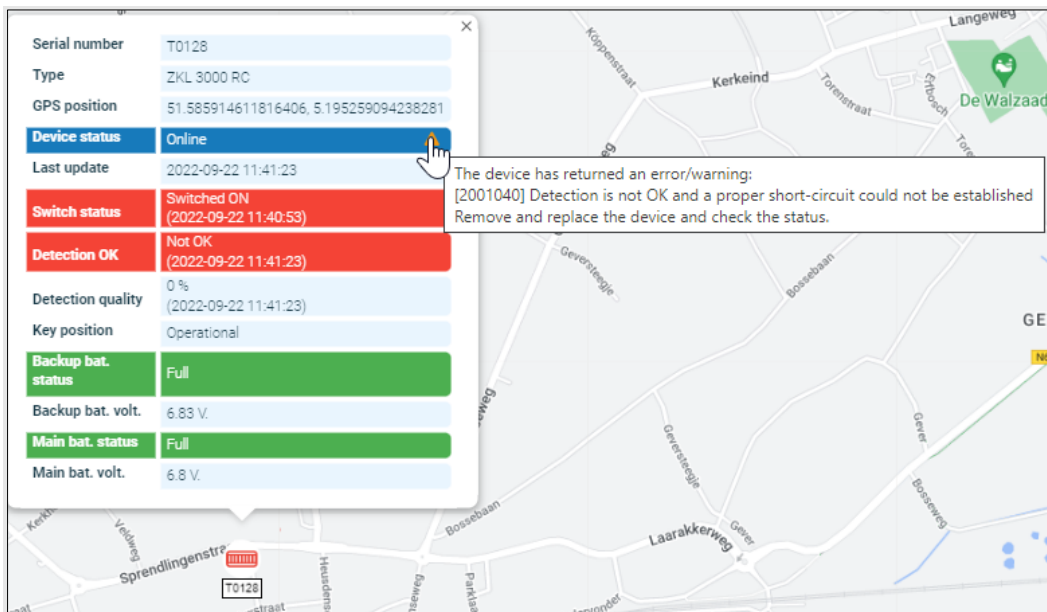 Serial number T0128
Type ZKL 3000 RC
GPS position 51.585914611816406, 5.195259094238281
Device status Online
Last update 2022-09-22 11:41:23
Switch status Switched ON
(2022-09-22 11:40:53)
Detection OK Not OK
(2022-09-22 11:41:23)
Detection quality 0 %
(2022-09-22 11:41:23)
Key position Operational
Backup bat. status Full
Backup bat. volt. 6.83 V.
Main bat. status Full
Main bat. volt. 6.8 V.
The device has returned an error/warning:
[2001040] Detection is not OK and a proper short-circuit could not be established
Remove and replace the device and check the status.
Langeweg
Köppenstraat
Kerkeind
Torenstraat
Erfbosch
De Walzaad
Geversteegje
Bossebaan
GE
N6
Geversteegje
Gever
Bosseweg
Bossebaan
Laarakkerweg
Gever
Veldweg
Sprendlingenstra
T0128
Heusdens
straat
seweg
Parklaa